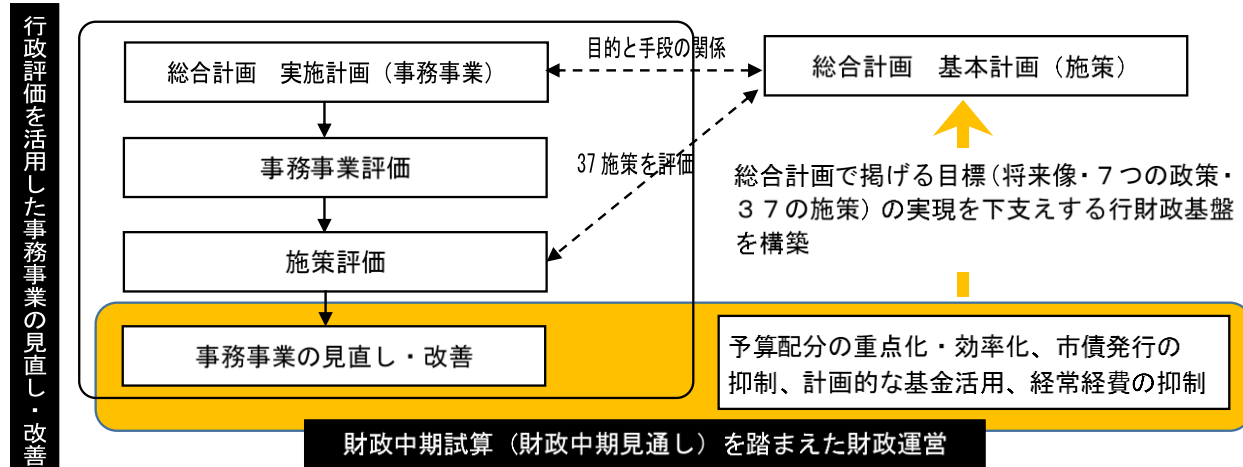 行政評価を活用した事務事業の見直し・改善
総合計画　実施計画（事務事業）
目的と手段の関係
総合計画　基本計画（施策）
事務事業評価
37 施策を評価
総合計画で掲げる目標（将来像・７つの政策・
３７の施策）の実現を下支えする行財政基盤
を構築
施策評価
事務事業の見直し・改善
予算配分の重点化・効率化、市債発行の
抑制、計画的な基金活用、経常経費の抑制
財政中期試算（財政中期見通し）を踏まえた財政運営